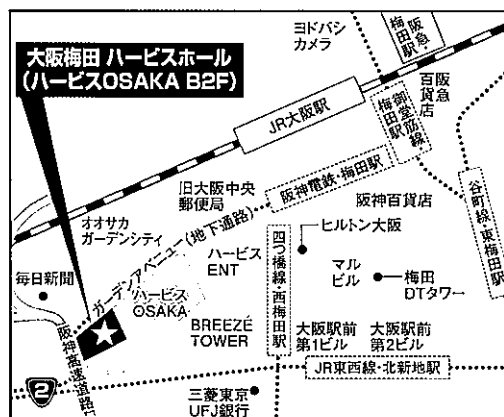 大阪梅田 ハービスホール
(ハービスOSAKA B2F)
ヨドバシ
カメラ
阪急
梅田駅
阪急
百貨店
御堂筋線
梅田駅
JR大阪駅
谷町線・東梅田駅
阪神電鉄・梅田駅
旧大阪中央
郵便局
阪神百貨店
オオサカ
ガーデンシティ
ガーデンアベニュー(地下通路)
ヒルトン大阪
四つ橋線・西梅田駅
ハービス
ENT
マル
ビル
梅田
DTタワー
毎日新聞
ハービス
OSAKA
BREEZÉ
TOWER
大阪駅前
第1ビル
大阪駅前
第2ビル
阪神高速道路
JR東西線・北新地駅
2
三菱東京
UFJ銀行